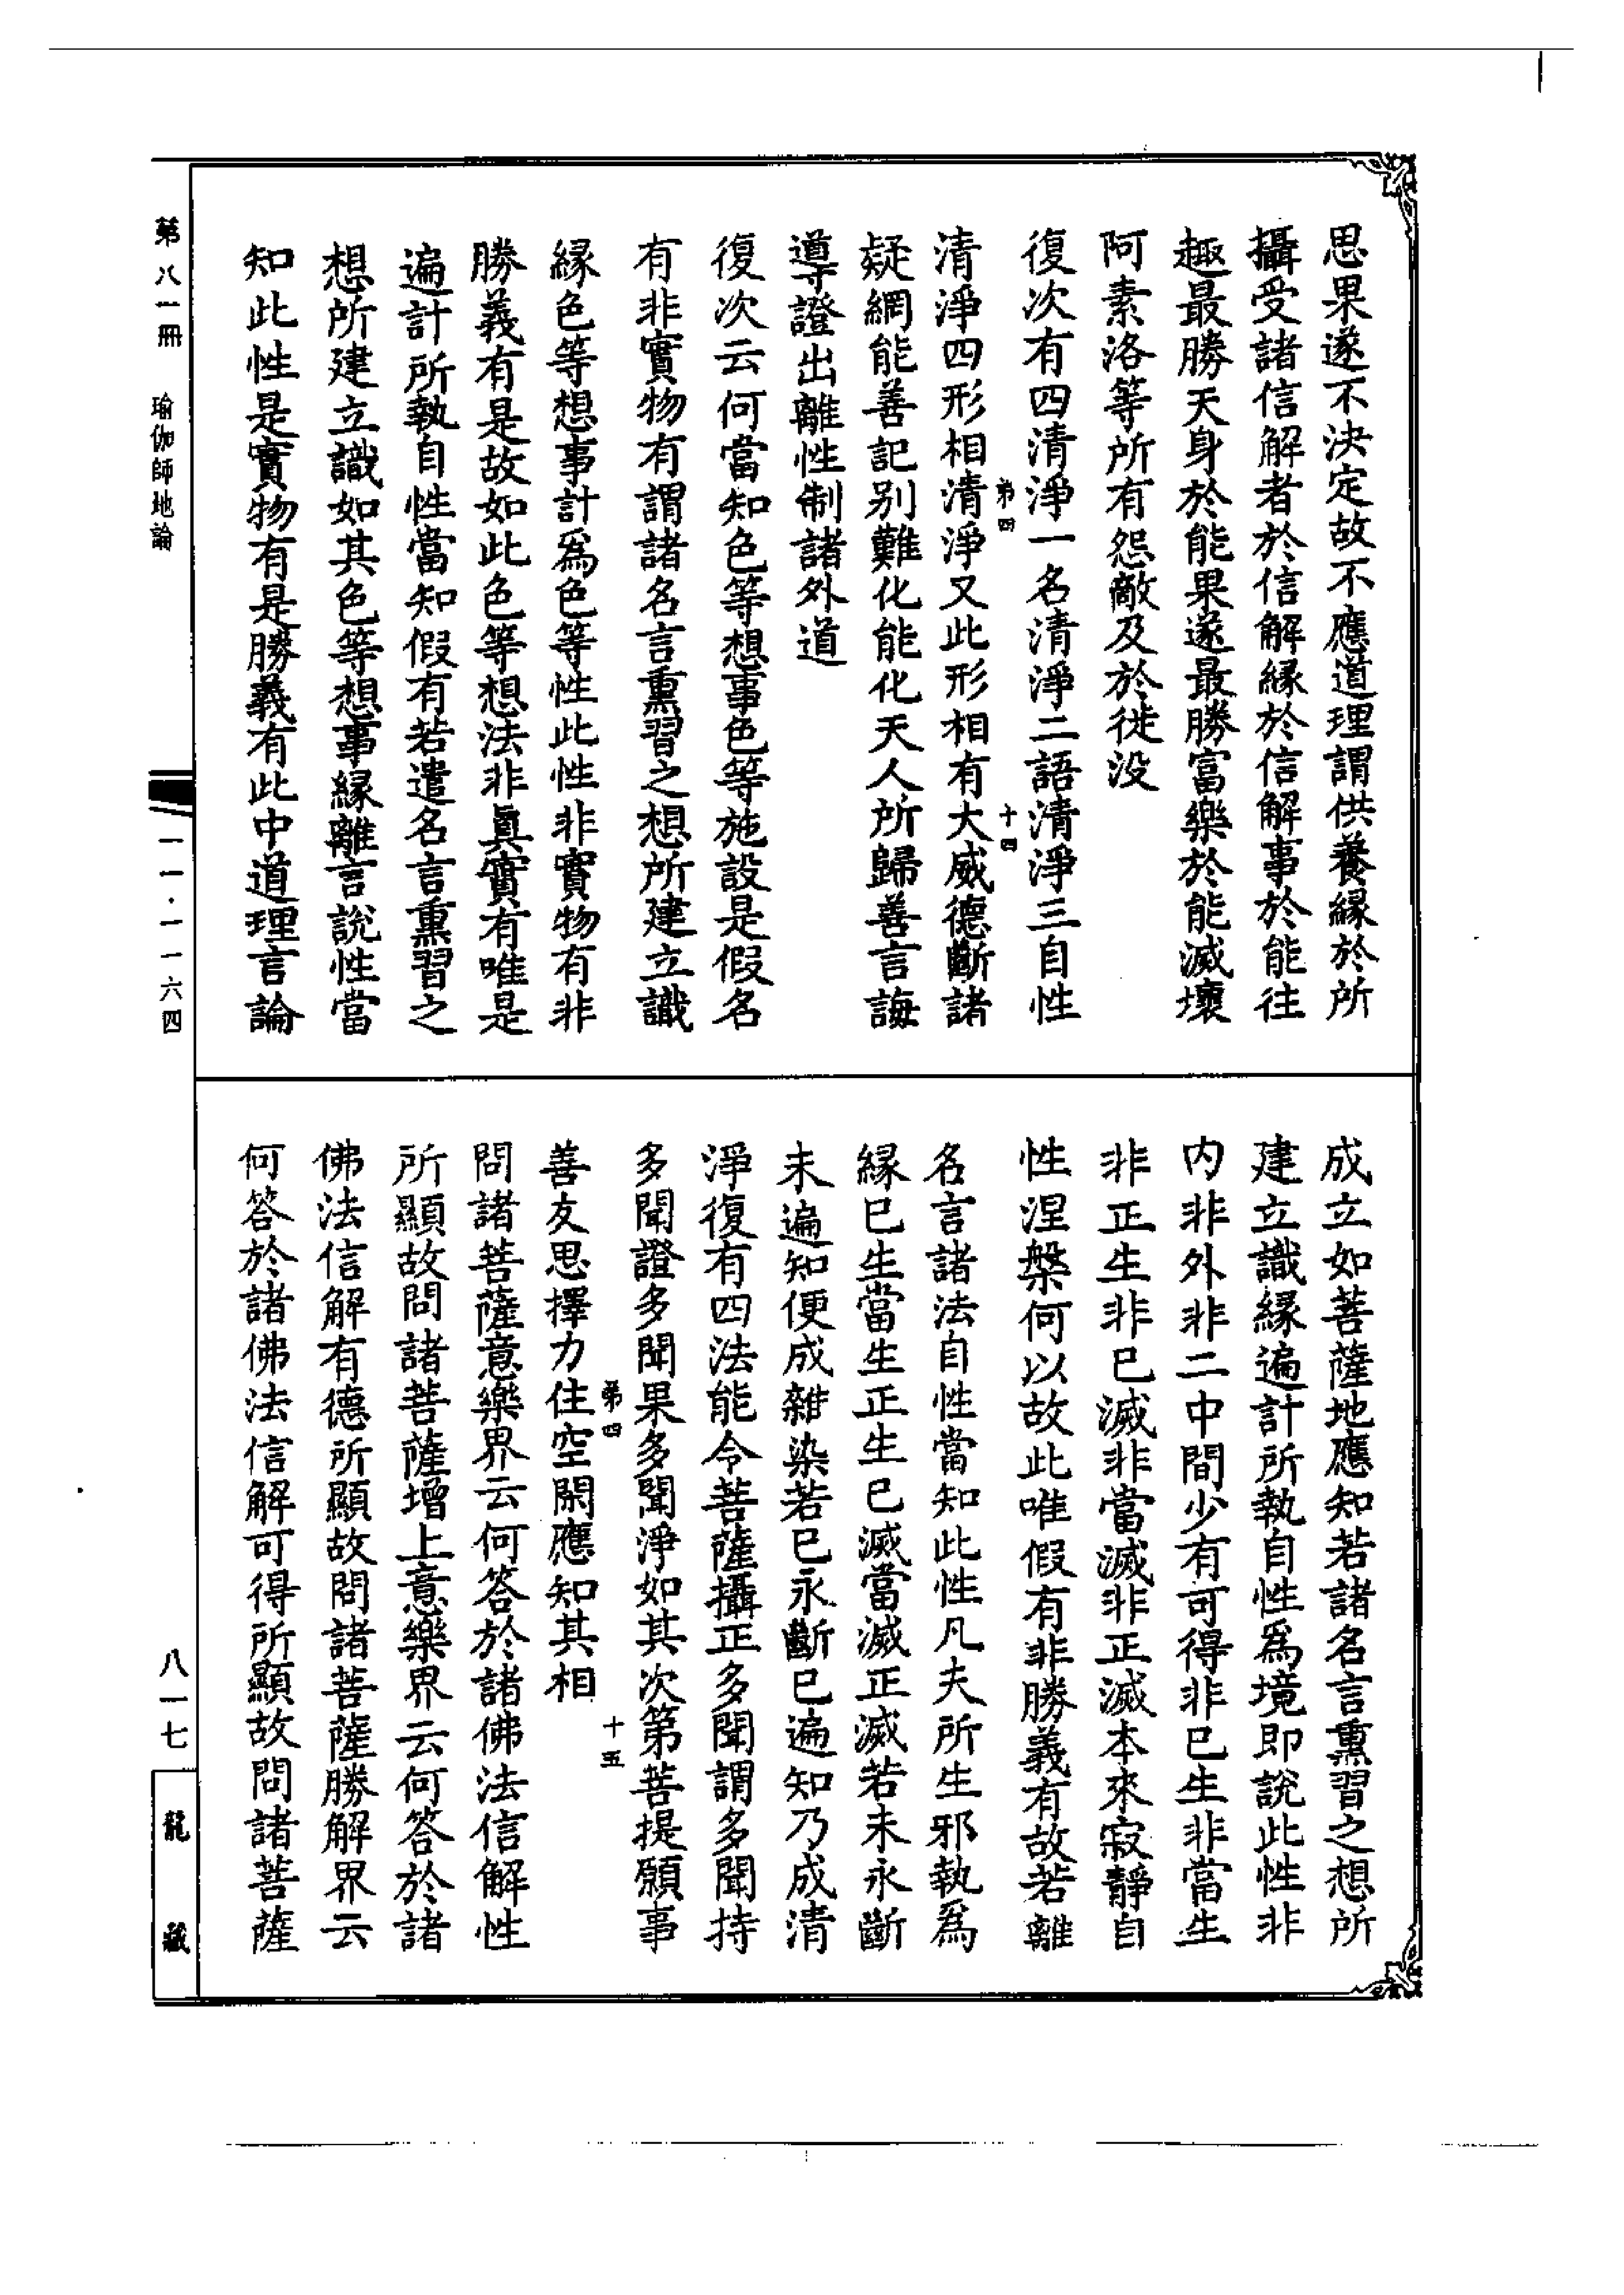 思果遂不決定故不應道理謂供養緣於所
攝受諸信解者於信解緣於信解事於能往
趣最勝天身於能果遂最勝富樂於能滅壞
阿素洛等所有怨敵及於徙没
復次有四清淨一名清淨二語清淨三自性
第四
十四
清淨四形相清淨又此形相有大威德斷諸
疑網能善記别難化能化天人所歸善言誨
導證出離性制諸外道
復次云何當知色等想事色等施設是假名
有非實物有謂諸名言熏習之想所建立識
緣色等想事計爲色等性此性非實物有非
勝義有是故如此色等想法非眞實有唯是
遍計所執自性當知假有若遣名言熏習之
想所建立識如其色等想事緣離言說性當
知此性是實物有是勝義有此中道理言論
成立如菩薩地應知若諸名言熏習之想所
建立識緣遍計所執自性爲境即說此性非
内非外非二中間少有可得非已生非當生
非正生非已滅非當滅非正滅本來寂靜自
性涅槃何以故此唯假有非勝義有故若離
名言諸法自性當知此性凡夫所生邪執爲
緣已生當生正生已滅當滅正滅若未永斷
未遍知便成雜染若已永斷已遍知乃成清
淨復有四法能令菩薩攝正多聞謂多聞持
多聞證多聞果多聞淨如其次第菩提願事
第四
十五
善友思擇力住空閑應知其相
問諸菩薩意樂界云何答於諸佛法信解性
所顯故問諸菩薩增上意樂界云何答於諸
佛法信解有德所顯故問諸菩薩勝解界云
何答於諸佛法信解可得所顯故問諸菩薩
第八一冊 瑜伽師地論
一一·一一六四
八一七
龍藏